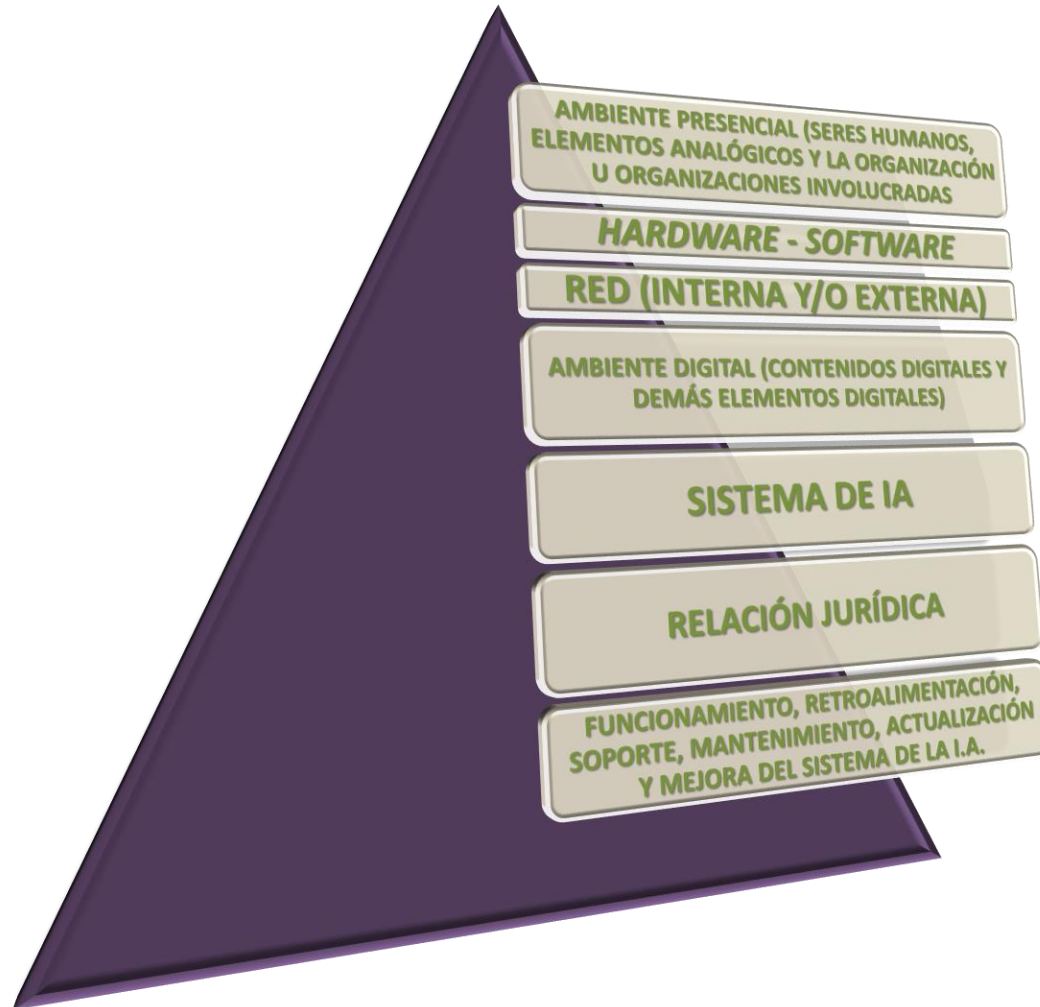 AMBIENTE PRESENCIAL (SERES HUMANOS,
ELEMENTOS ANALÓGICOS Y LA ORGANIZACIÓN
U ORGANIZACIONES INVOLUCRADAS
HARDWARE - SOFTWARE
RED (INTERNA Y/O EXTERNA)
AMBIENTE DIGITAL (CONTENIDOS DIGITALES Y
DEMÁS ELEMENTOS DIGITALES)
SISTEMA DE IA
RELACIÓN JURÍDICA
FUNCIONAMIENTO, RETROALIMENTACIÓN,
SOPORTE, MANTENIMIENTO, ACTUALIZACIÓN
Y MEJORA DEL SISTEMA DE LA I.A.